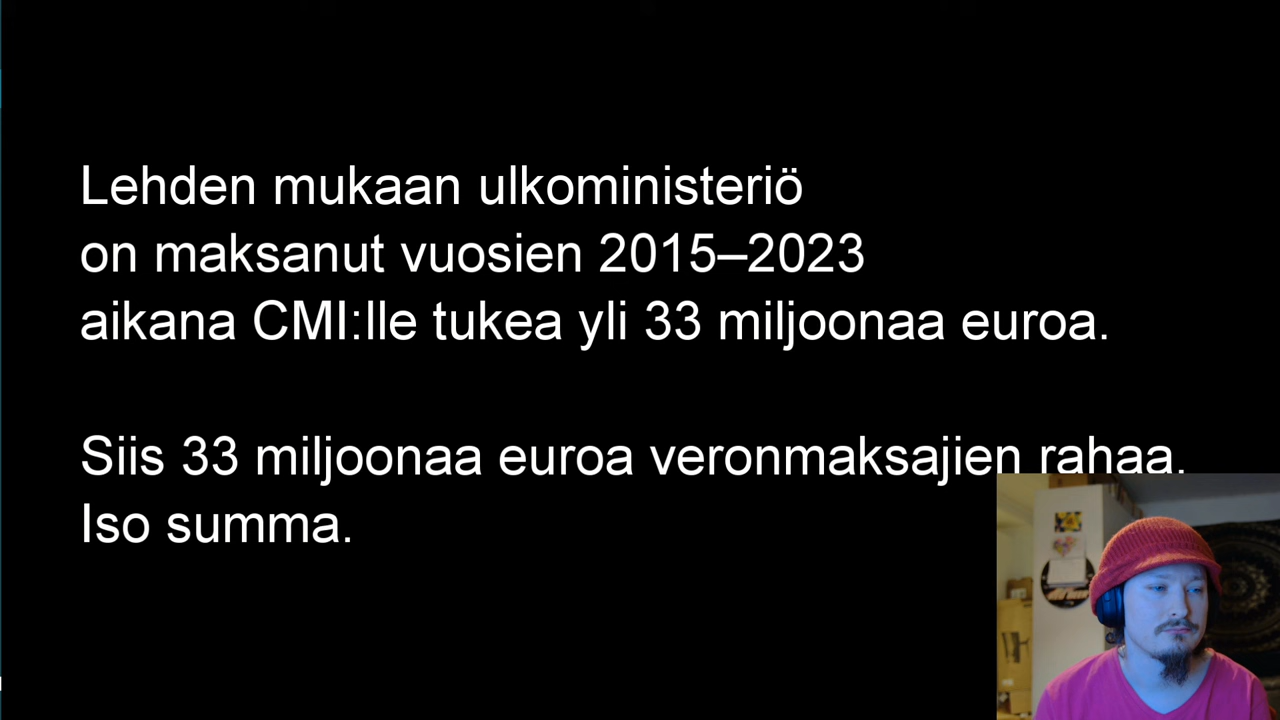 Lehden mukaan ulkoministeriö
on maksanut vuosien 2015–2023
aikana CMI:lle tukea yli 33 miljoonaa euroa.
Siis 33 miljoonaa euroa veronmaksajien rahaa.
Iso summa.